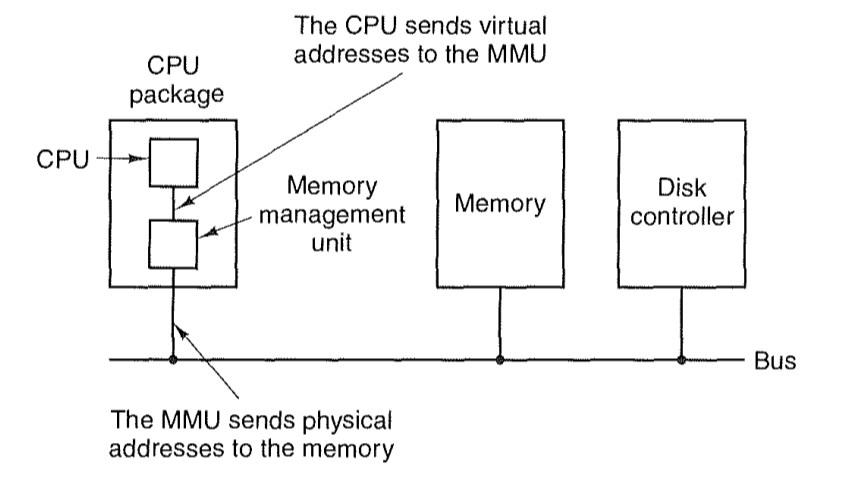 The CPU sends virtual
addresses to the MMU
CPU
package
CPU
Memory
management
unit
Memory
Disk
controller
Bus
The MMU sends physical
addresses to the memory